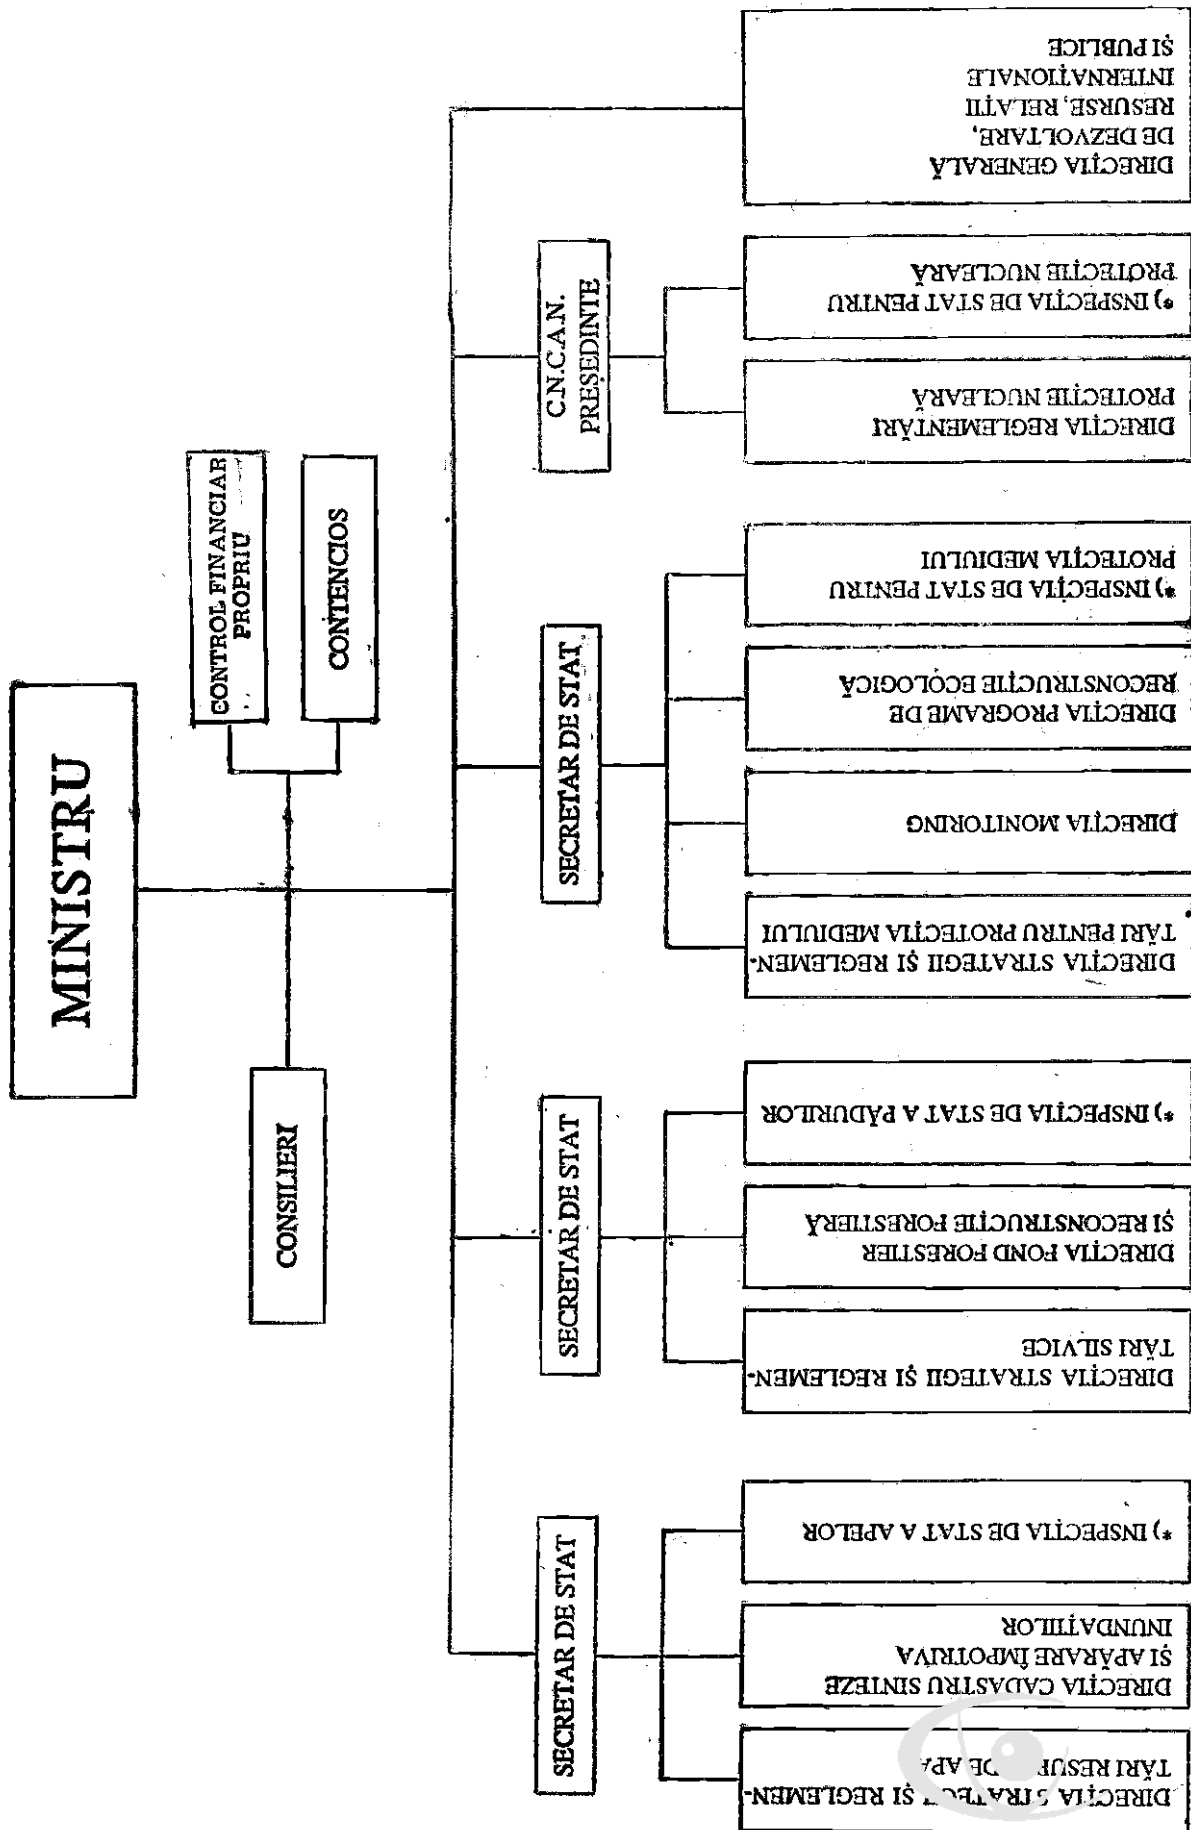 MINISTRU
CONSILIERI
CONTROL FINANCIAR
PROPRIU
CONTENCIOS
SECRETAR DE STAT
SECRETAR DE STAT
SECRETAR DE STAT
C.N.C.A.N.
PREȘEDINTE
DIRECȚIA STRATEGII ȘI REGLEMEN-
TĂRI DE APĂ
DIRECȚIA CADASTRU SINTEZE
ȘI APĂRARE ÎMPOTRIVA
INUNDAȚIILOR
*) INSPECȚIA DE STAT A APELOR
DIRECȚIA STRATEGII ȘI REGLEMEN-
TĂRI SILVICE
DIRECȚIA FOND FORESTIER
ȘI RECONSTRUCȚIE FORESTIERĂ
*) INSPECȚIA DE STAT A PĂDURILOR
DIRECȚIA STRATEGII ȘI REGLEMEN-
TĂRI PENTRU PROTECȚIA MEDIULUI
DIRECȚIA MONITORING
DIRECȚIA PROGRAME DE
RECONSTRUCȚIE ECOLOGICĂ
*) INSPECȚIA DE STAT PENTRU
PROTECȚIA MEDIULUI
DIRECȚIA REGLEMENTĂRI
PROTECȚIE NUCLEARĂ
*) INSPECȚIA DE STAT PENTRU
PROTECȚIE NUCLEARĂ
DIRECȚIA GENERALĂ
DE DEZVOLTARE,
RESURSE, RELAȚII
INTERNAȚIONALE
ȘI PUBLICE